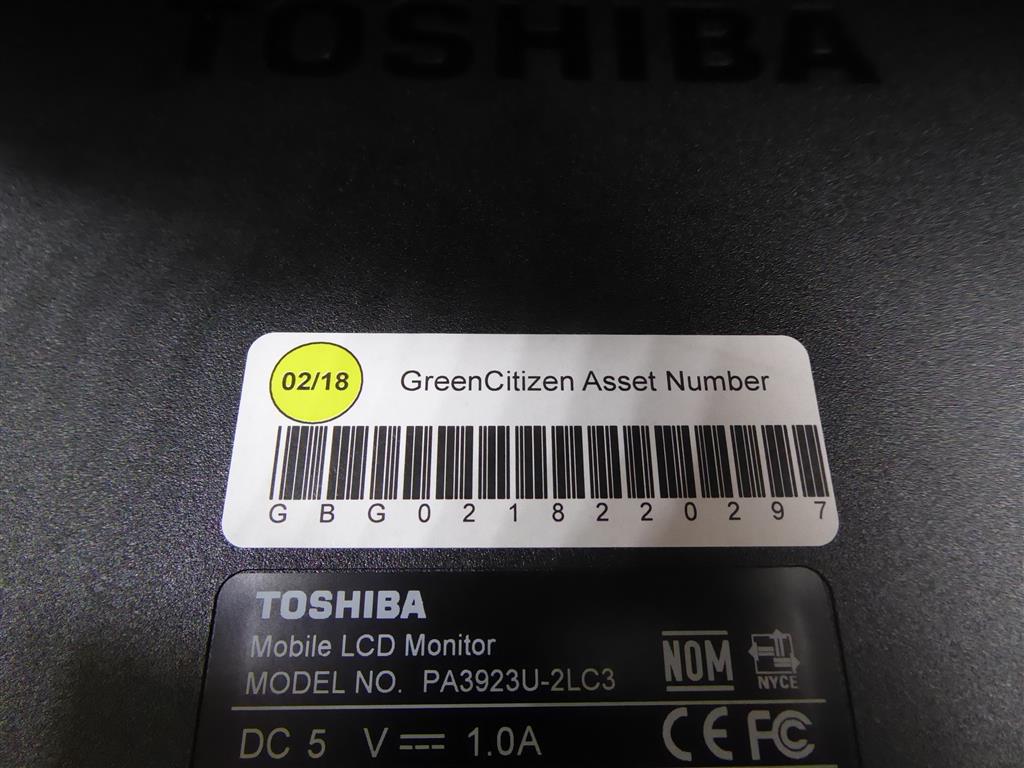 TOSHIBA
02/18
GreenCitizen Asset Number
GBG0218220297
TOSHIBA
Mobile LCD Monitor
MODEL NO. PA3923U-2LC3
NOM
NYCE
DC 5 V ⎓ 1.0A
CE FC